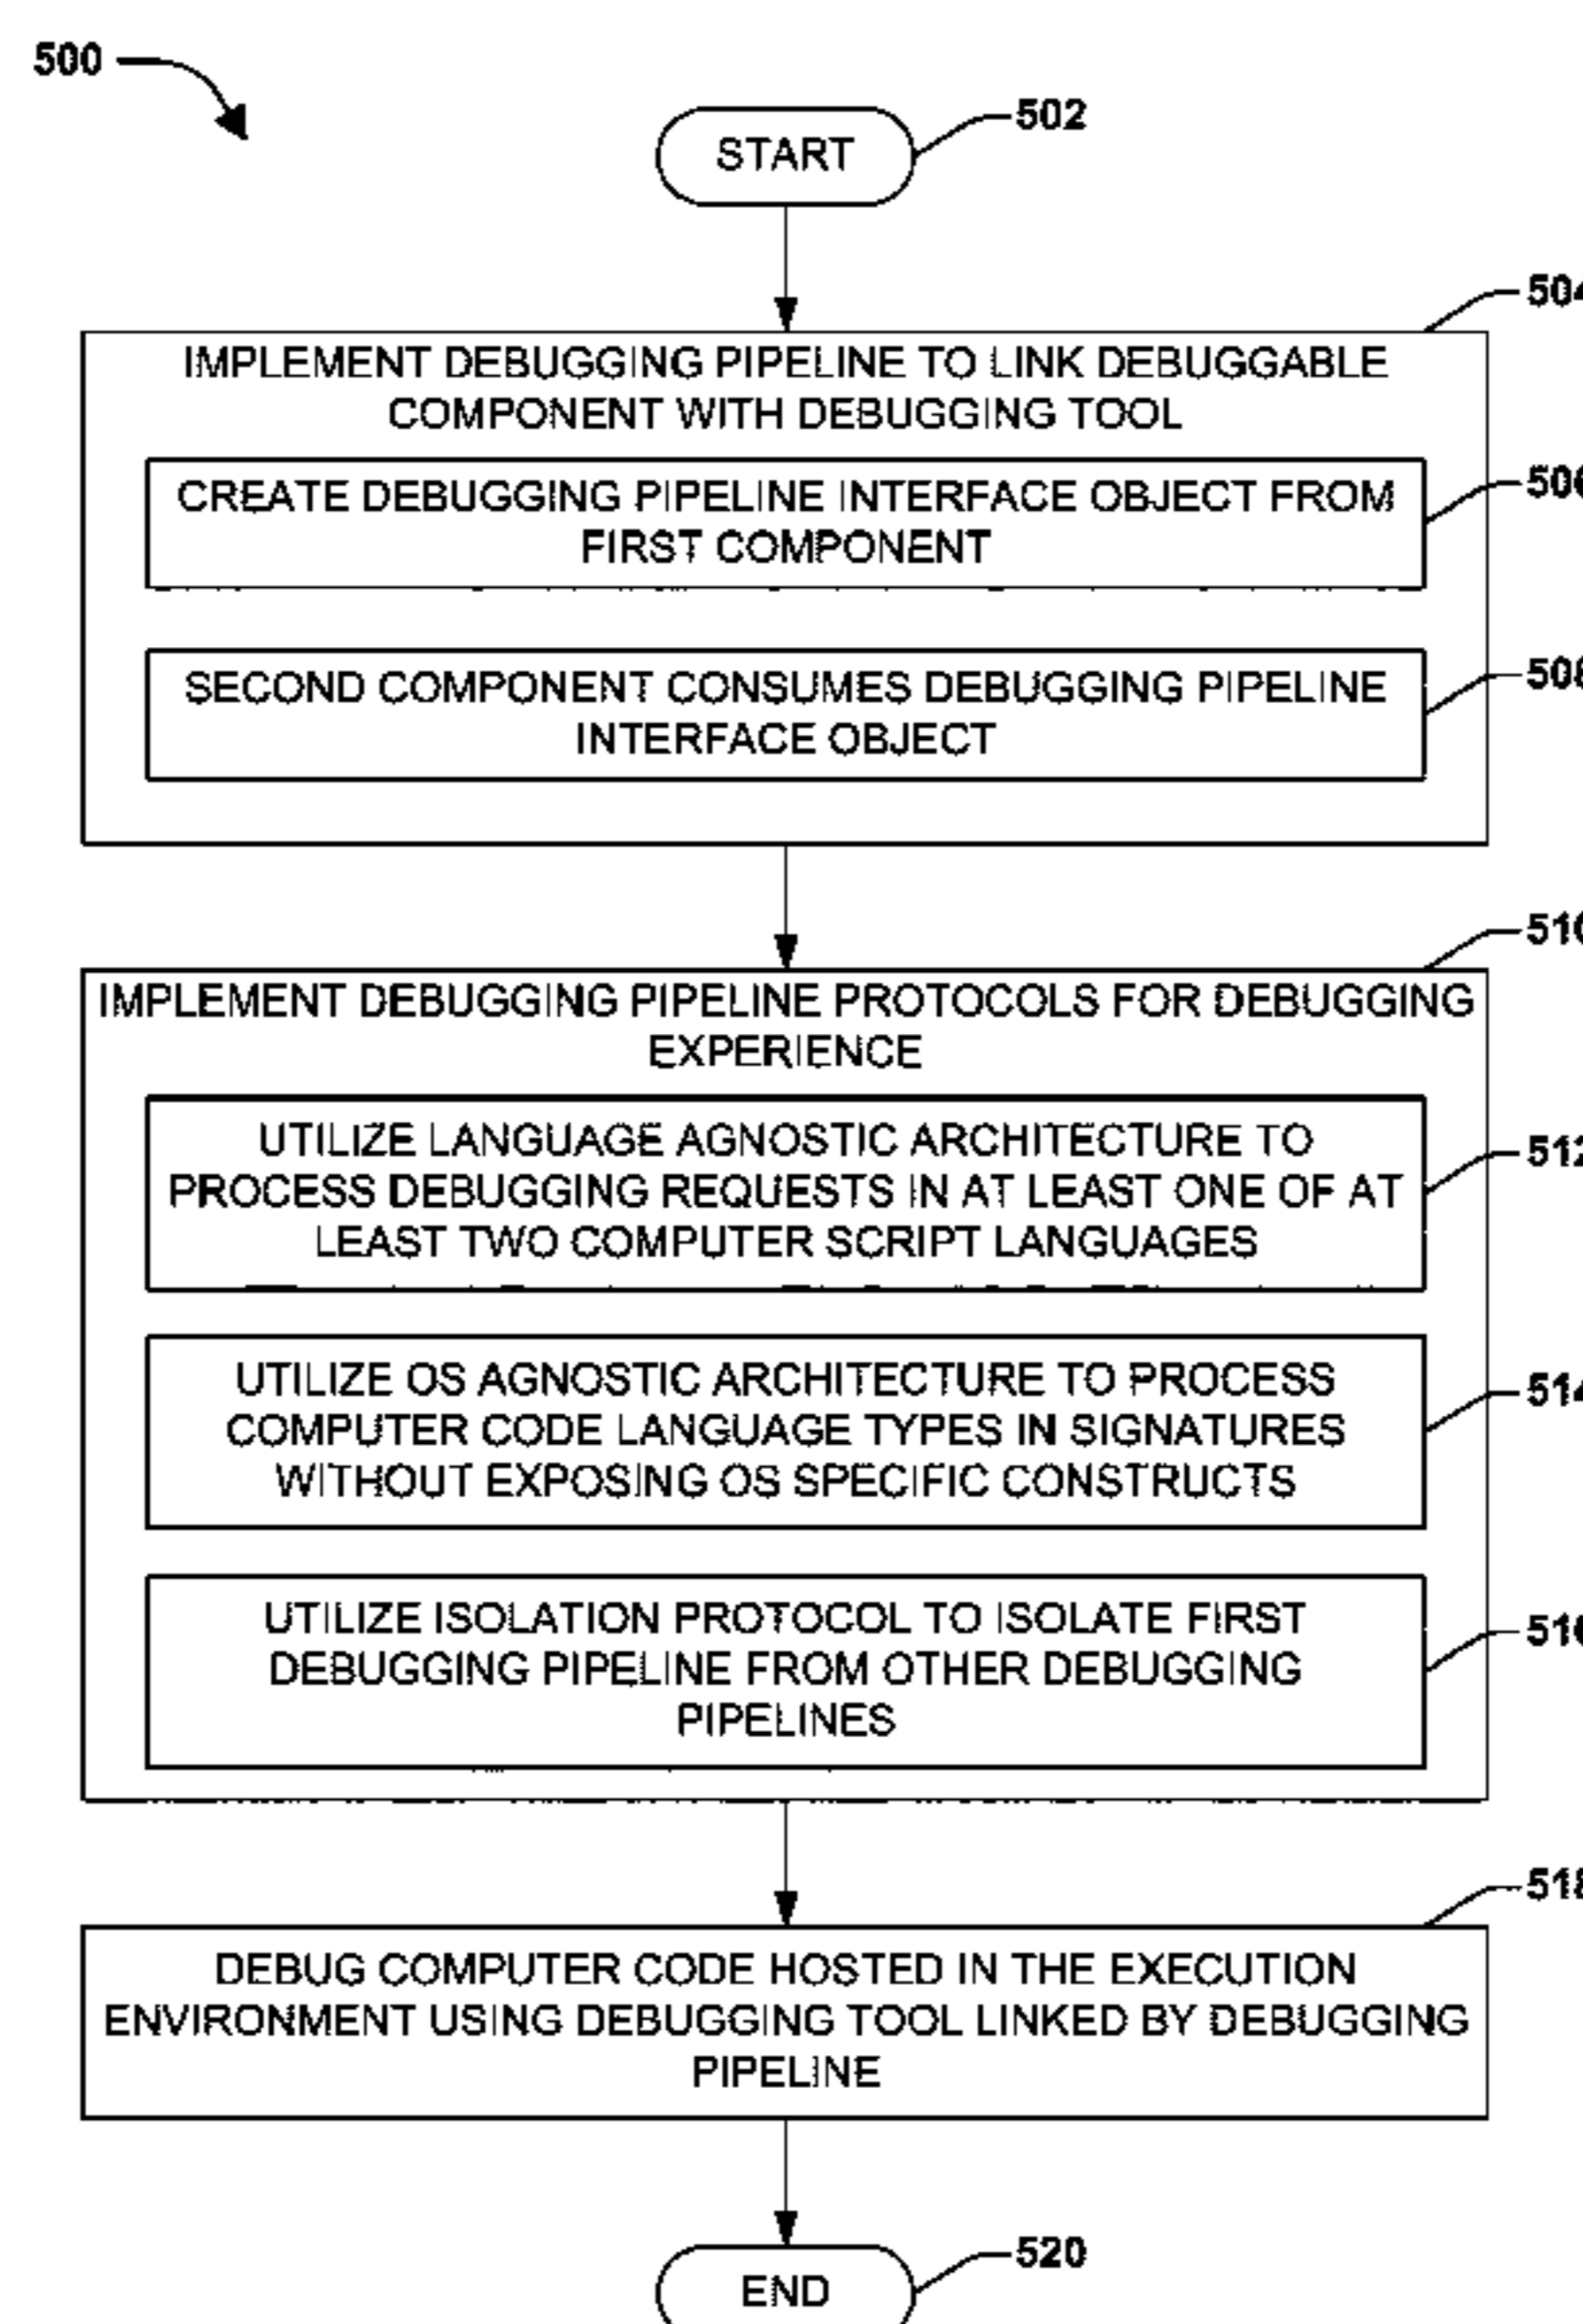 500
502
START
504
IMPLEMENT DEBUGGING PIPELINE TO LINK DEBUGGABLE
COMPONENT WITH DEBUGGING TOOL
506
CREATE DEBUGGING PIPELINE INTERFACE OBJECT FROM
FIRST COMPONENT
508
SECOND COMPONENT CONSUMES DEBUGGING PIPELINE
INTERFACE OBJECT
510
IMPLEMENT DEBUGGING PIPELINE PROTOCOLS FOR DEBUGGING
EXPERIENCE
512
UTILIZE LANGUAGE AGNOSTIC ARCHITECTURE TO
PROCESS DEBUGGING REQUESTS IN AT LEAST ONE OF AT
LEAST TWO COMPUTER SCRIPT LANGUAGES
514
UTILIZE OS AGNOSTIC ARCHITECTURE TO PROCESS
COMPUTER CODE LANGUAGE TYPES IN SIGNATURES
WITHOUT EXPOSING OS SPECIFIC CONSTRUCTS
516
UTILIZE ISOLATION PROTOCOL TO ISOLATE FIRST
DEBUGGING PIPELINE FROM OTHER DEBUGGING
PIPELINES
518
DEBUG COMPUTER CODE HOSTED IN THE EXECUTION
ENVIRONMENT USING DEBUGGING TOOL LINKED BY DEBUGGING
PIPELINE
520
END